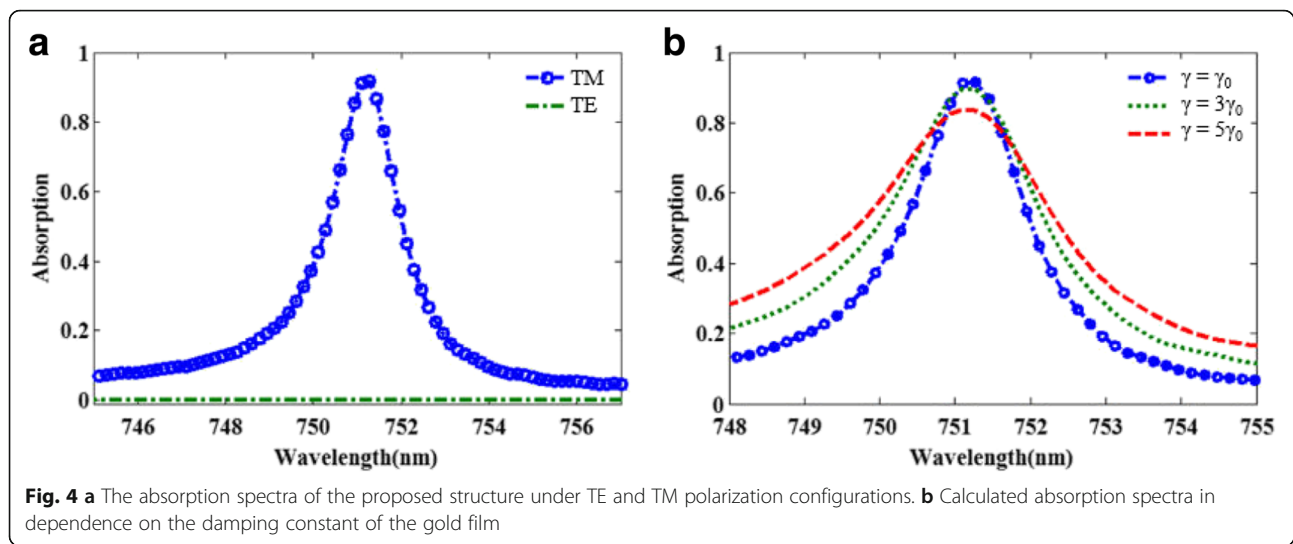 a
1
0.8
0.6
0.4
0.2
0
Absorption
TM
TE
746 748 750 752 754 756
Wavelength(nm)
b
1
0.8
0.6
0.4
0.2
0
Absorption
γ = γ₀
γ = 3γ₀
γ = 5γ₀
748 749 750 751 752 753 754 755
Wavelength(nm)
Fig. 4 a The absorption spectra of the proposed structure under TE and TM polarization configurations. b Calculated absorption spectra in
dependence on the damping constant of the gold film